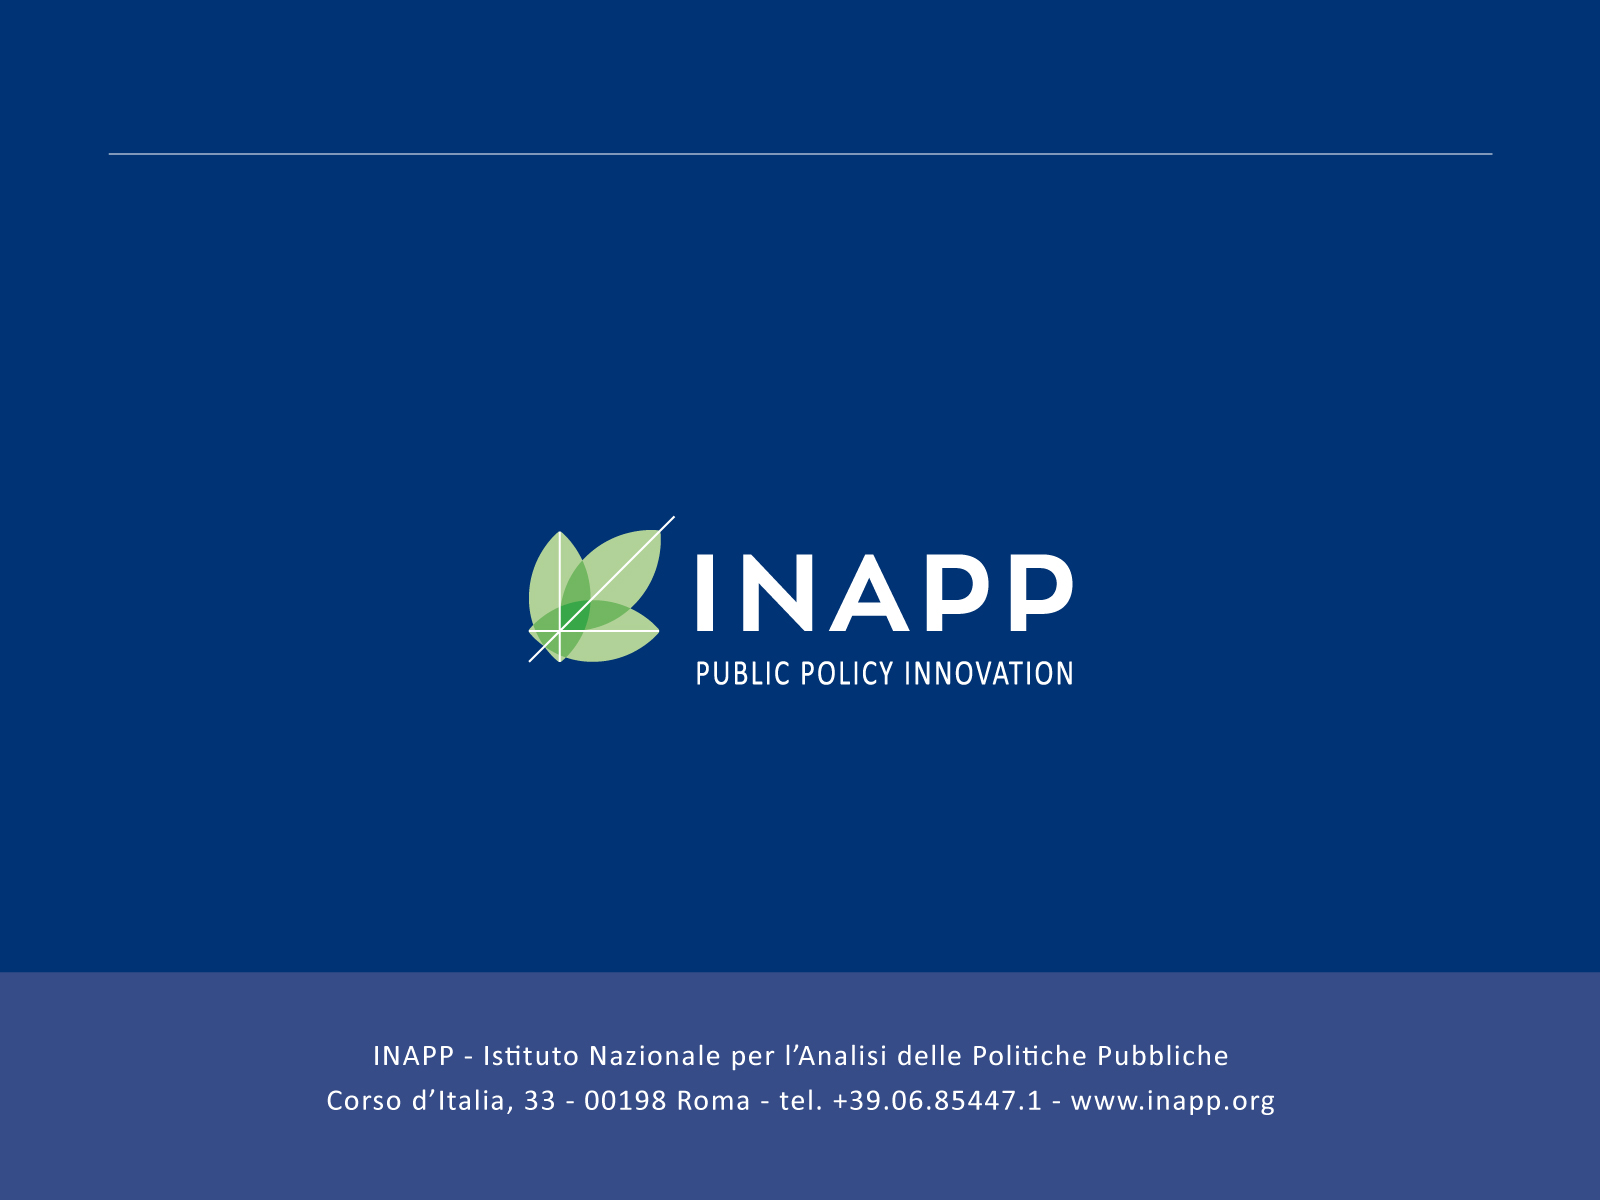 INAPP
PUBLIC POLICY INNOVATION
INAPP - Istituto Nazionale per l’Analisi delle Politiche Pubbliche
Corso d’Italia, 33 - 00198 Roma - tel. +39.06.85447.1 - www.inapp.org